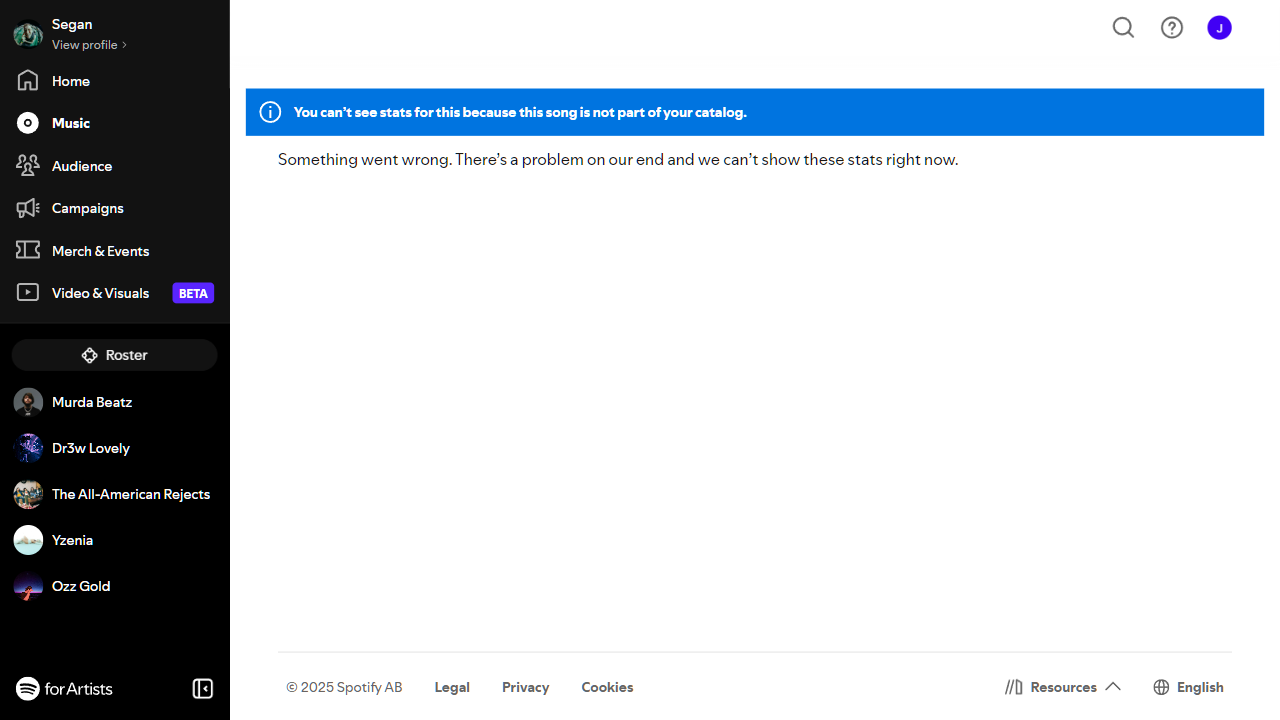 Segan
View profile
Home
Music
Audience
Campaigns
Merch & Events
Video & Visuals BETA
Roster
Murda Beatz
Dr3w Lovely
The All-American Rejects
Yzenia
Ozz Gold
for Artists
J
You can’t see stats for this because this song is not part of your catalog.
Something went wrong. There’s a problem on our end and we can’t show these stats right now.
© 2025 Spotify AB Legal Privacy Cookies Resources English